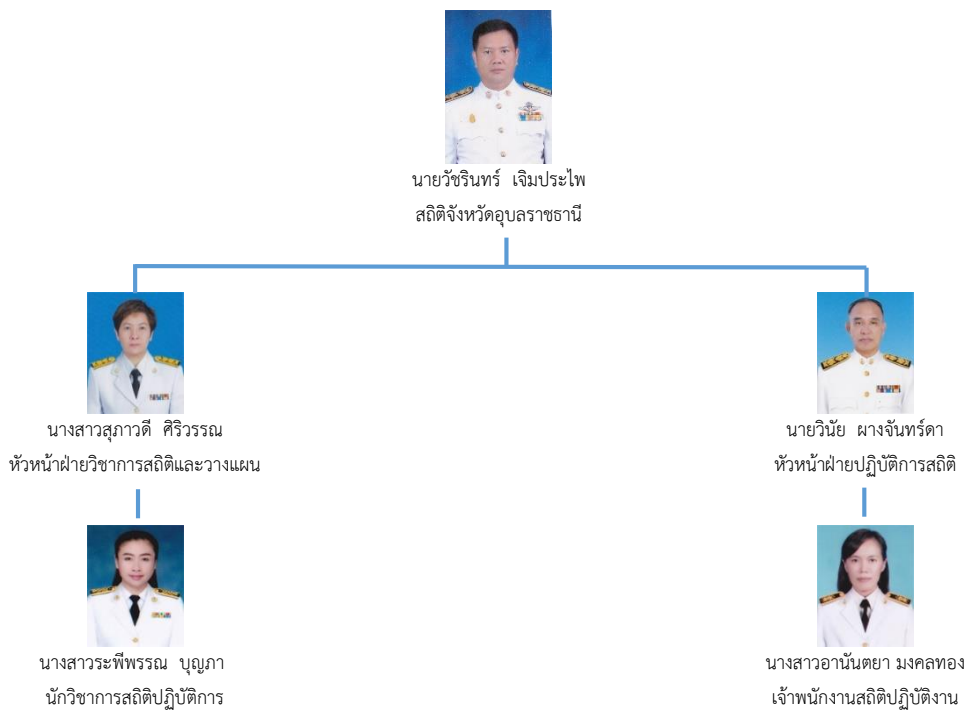 นายวัชรินทร์ เจิมประไพ
สถิติจังหวัดอุบลราชธานี
นางสาวสุภาวดี ศิริวรรณ
หัวหน้าฝ่ายวิชาการสถิติและวางแผน
นายวินัย ผางจันทร์ดา
หัวหน้าฝ่ายปฏิบัติการสถิติ
นางสาวระพีพรรณ บุญภา
นักวิชาการสถิติปฏิบัติการ
นางสาวอานันตยา มงคลทอง
เจ้าพนักงานสถิติปฏิบัติงาน